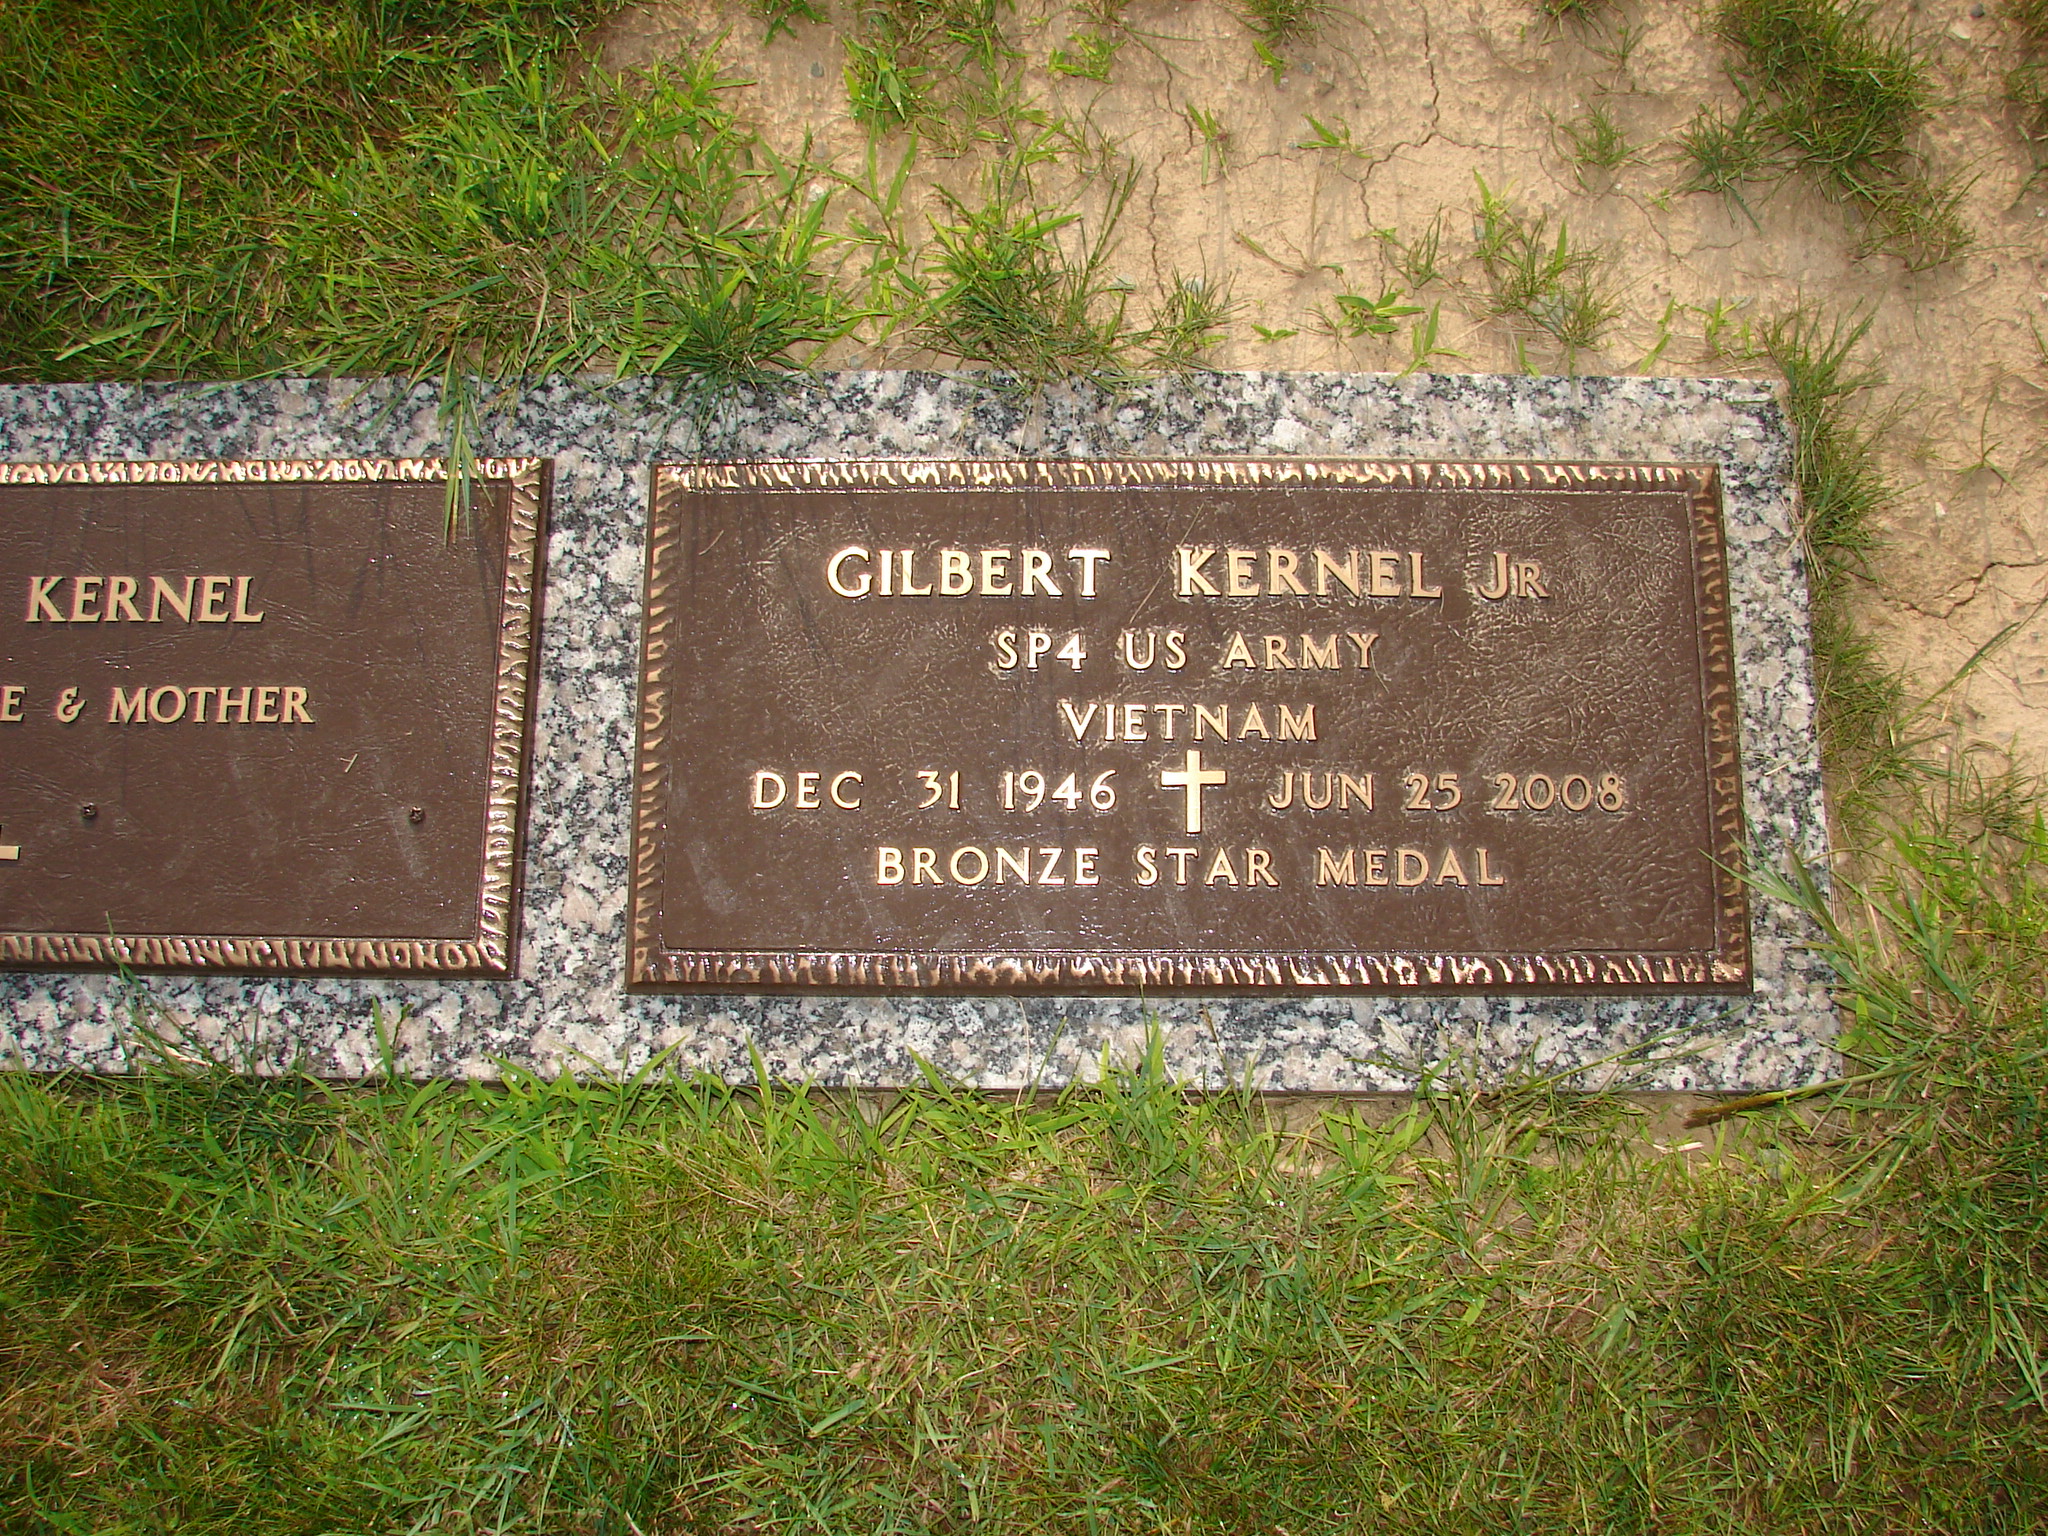 KERNEL
& MOTHER
GILBERT KERNEL JR
SP4 US ARMY
VIETNAM
DEC 31 1946 JUN 25 2008
BRONZE STAR MEDAL